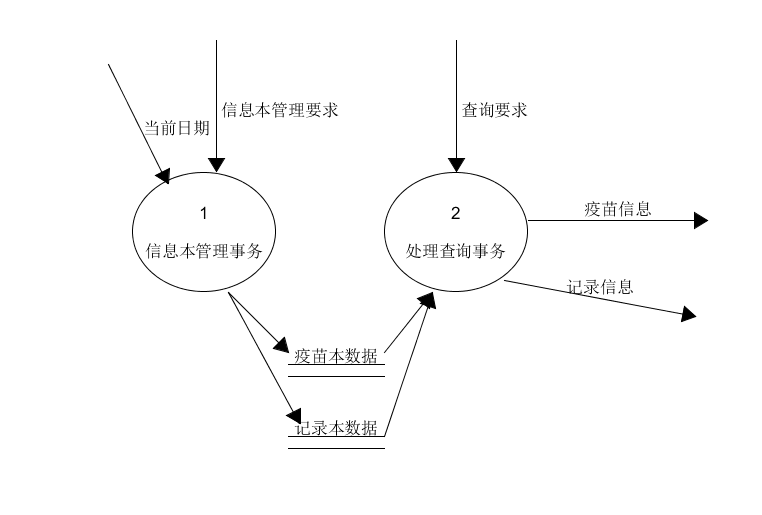 信息本管理要求
查询要求
当前日期
1
2
疫苗信息
信息本管理事务
处理查询事务
记录信息
疫苗本数据
记录本数据